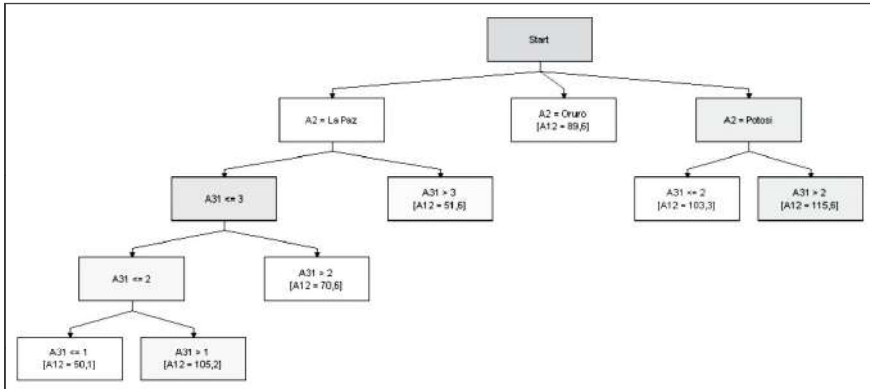 Start
A2 = La Paz
A2 = Oruro
[A12 = 89,6]
A2 = Potosi
A31 <= 3
A31 > 3
[A12 = 51,6]
A31 <= 2
[A12 = 103,3]
A31 > 2
[A12 = 115,6]
A31 <= 2
A31 > 2
[A12 = 70,6]
A31 <= 1
[A12 = 50,1]
A31 > 1
[A12 = 105,2]